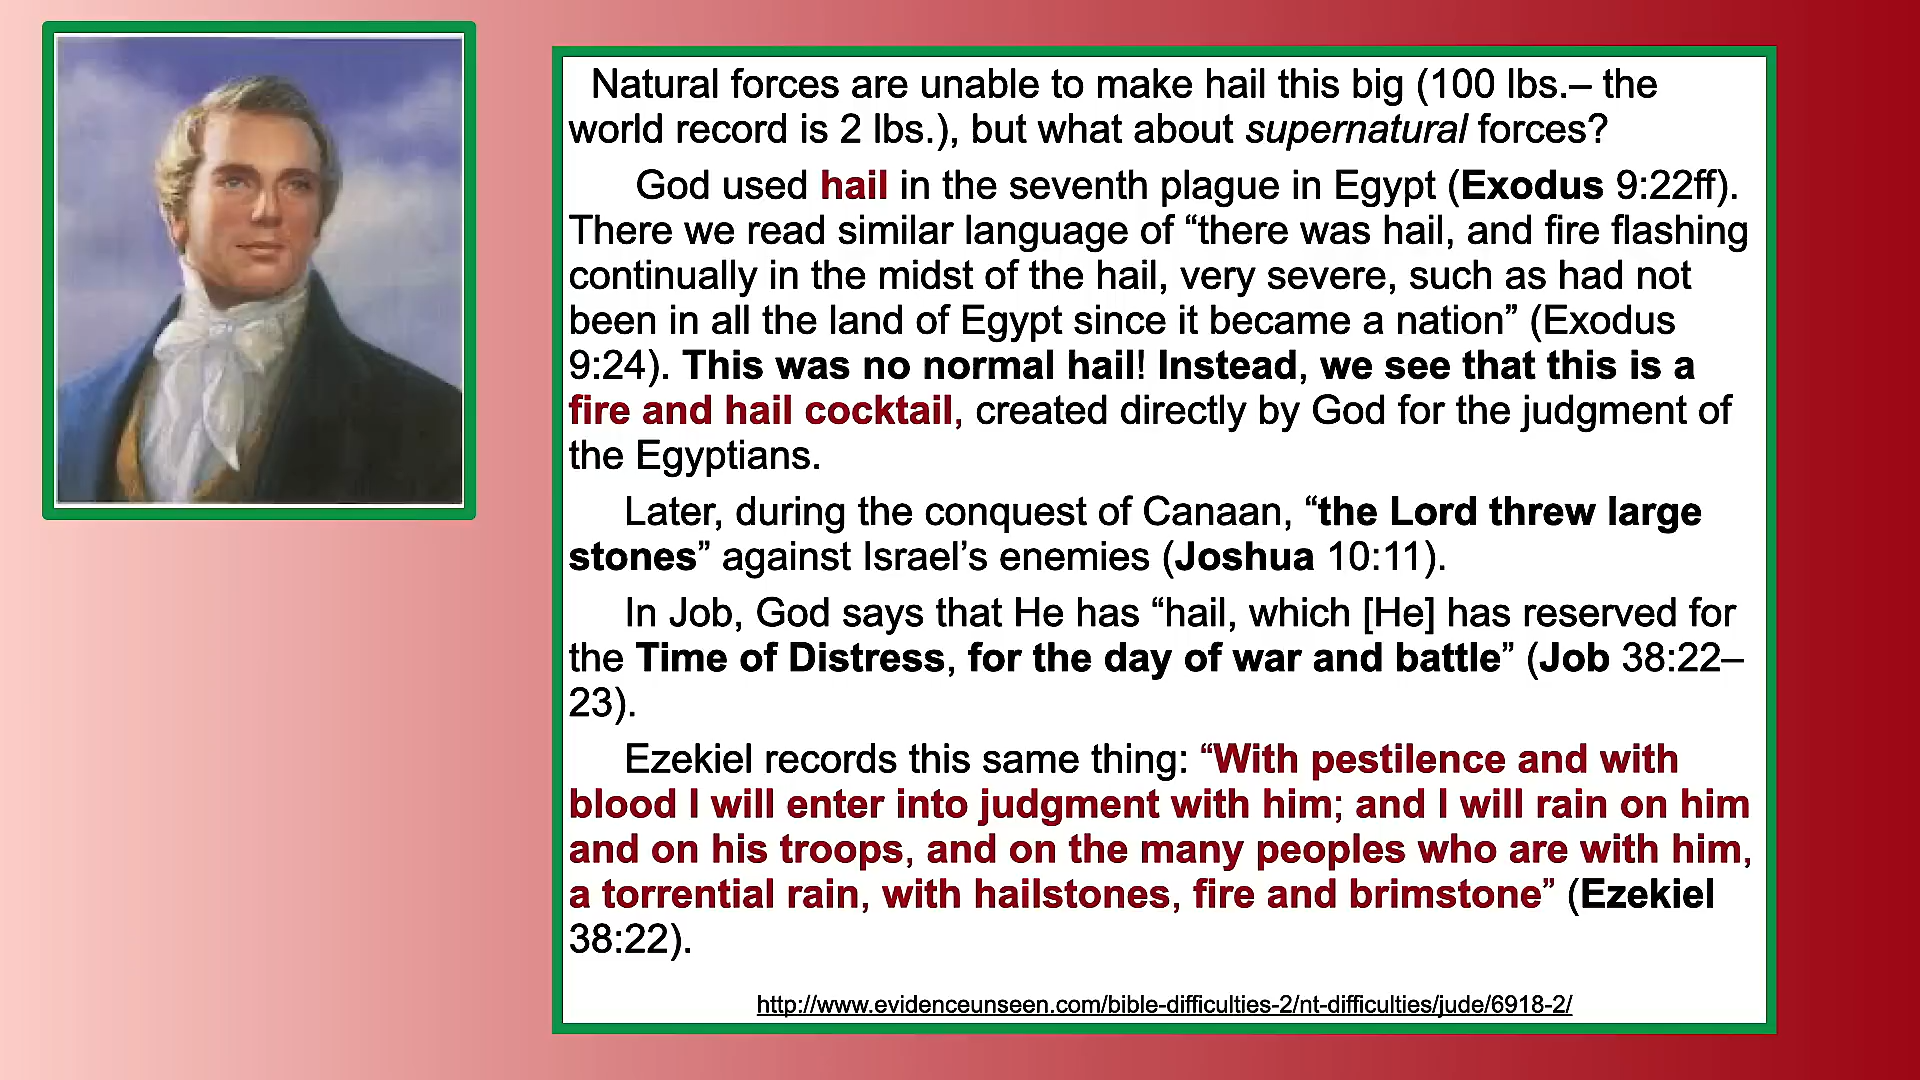 Natural forces are unable to make hail this big (100 lbs.– the
world record is 2 lbs.), but what about supernatural forces?
God used hail in the seventh plague in Egypt (Exodus 9:22ff).
There we read similar language of “there was hail, and fire flashing
continually in the midst of the hail, very severe, such as had not
been in all the land of Egypt since it became a nation” (Exodus
9:24). This was no normal hail! Instead, we see that this is a
fire and hail cocktail, created directly by God for the judgment of
the Egyptians.
Later, during the conquest of Canaan, “the Lord threw large
stones” against Israel’s enemies (Joshua 10:11).
In Job, God says that He has “hail, which [He] has reserved for
the Time of Distress, for the day of war and battle” (Job 38:22–
23).
Ezekiel records this same thing: “With pestilence and with
blood I will enter into judgment with him; and I will rain on him
and on his troops, and on the many peoples who are with him,
a torrential rain, with hailstones, fire and brimstone” (Ezekiel
38:22).
http://www.evidenceunseen.com/bible-difficulties-2/nt-difficulties/jude/6918-2/